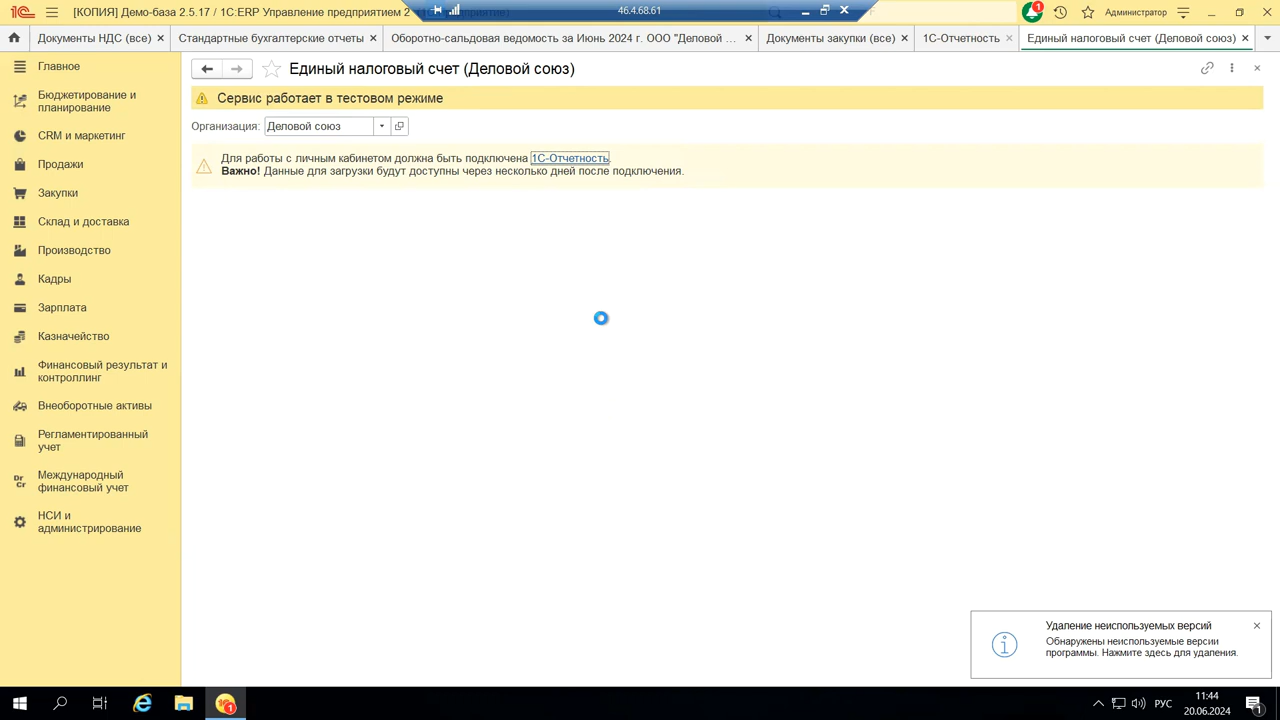 [КОПИЯ] Демо-база 2.5.17 / 1С:ERP Управление предприятием 2
46.4.68.61
Администратор
1
Документы НДС (все)
Стандартные бухгалтерские отчеты
Оборотно-сальдовая ведомость за Июнь 2024 г. ООО "Деловой ...
Документы закупки (все)
1С-Отчетность
Единый налоговый счет (Деловой союз)
Главное
Бюджетирование и
планирование
CRM и маркетинг
Продажи
Закупки
Склад и доставка
Производство
Кадры
Зарплата
Казначейство
Финансовый результат и
контроллинг
Внеоборотные активы
Регламентированный
учет
Международный
финансовый учет
НСИ и
администрирование
Единый налоговый счет (Деловой союз)
Сервис работает в тестовом режиме
Организация: Деловой союз
Для работы с личным кабинетом должна быть подключена 1С-Отчетность.
Важно! Данные для загрузки будут доступны через несколько дней после подключения.
Удаление неиспользуемых версий
Обнаружены неиспользуемые версии
программы. Нажмите здесь для удаления.
РУС
11:44
20.06.2024
1
1